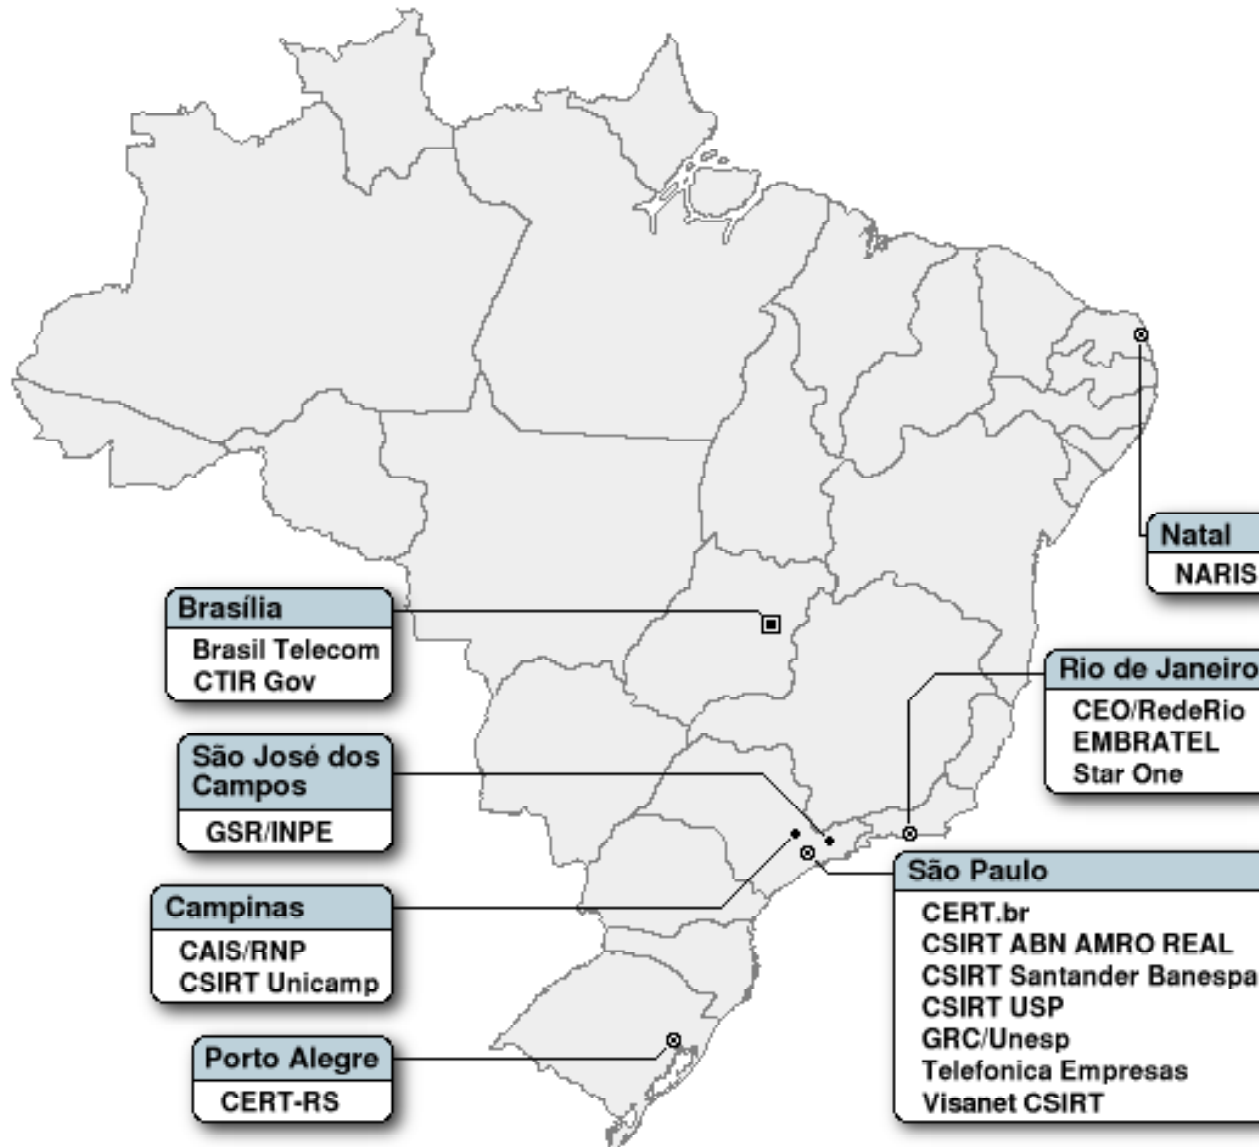 Natal
NARIS
Brasília
Brasil Telecom
CTIR Gov
Rio de Janeiro
CEO/RedeRio
EMBRATEL
Star One
São José dos
Campos
GSR/INPE
São Paulo
CERT.br
CSIRT ABN AMRO REAL
CSIRT Santander Banespa
CSIRT USP
GRC/Unesp
Telefonica Empresas
Visanet CSIRT
Campinas
CAIS/RNP
CSIRT Unicamp
Porto Alegre
CERT-RS